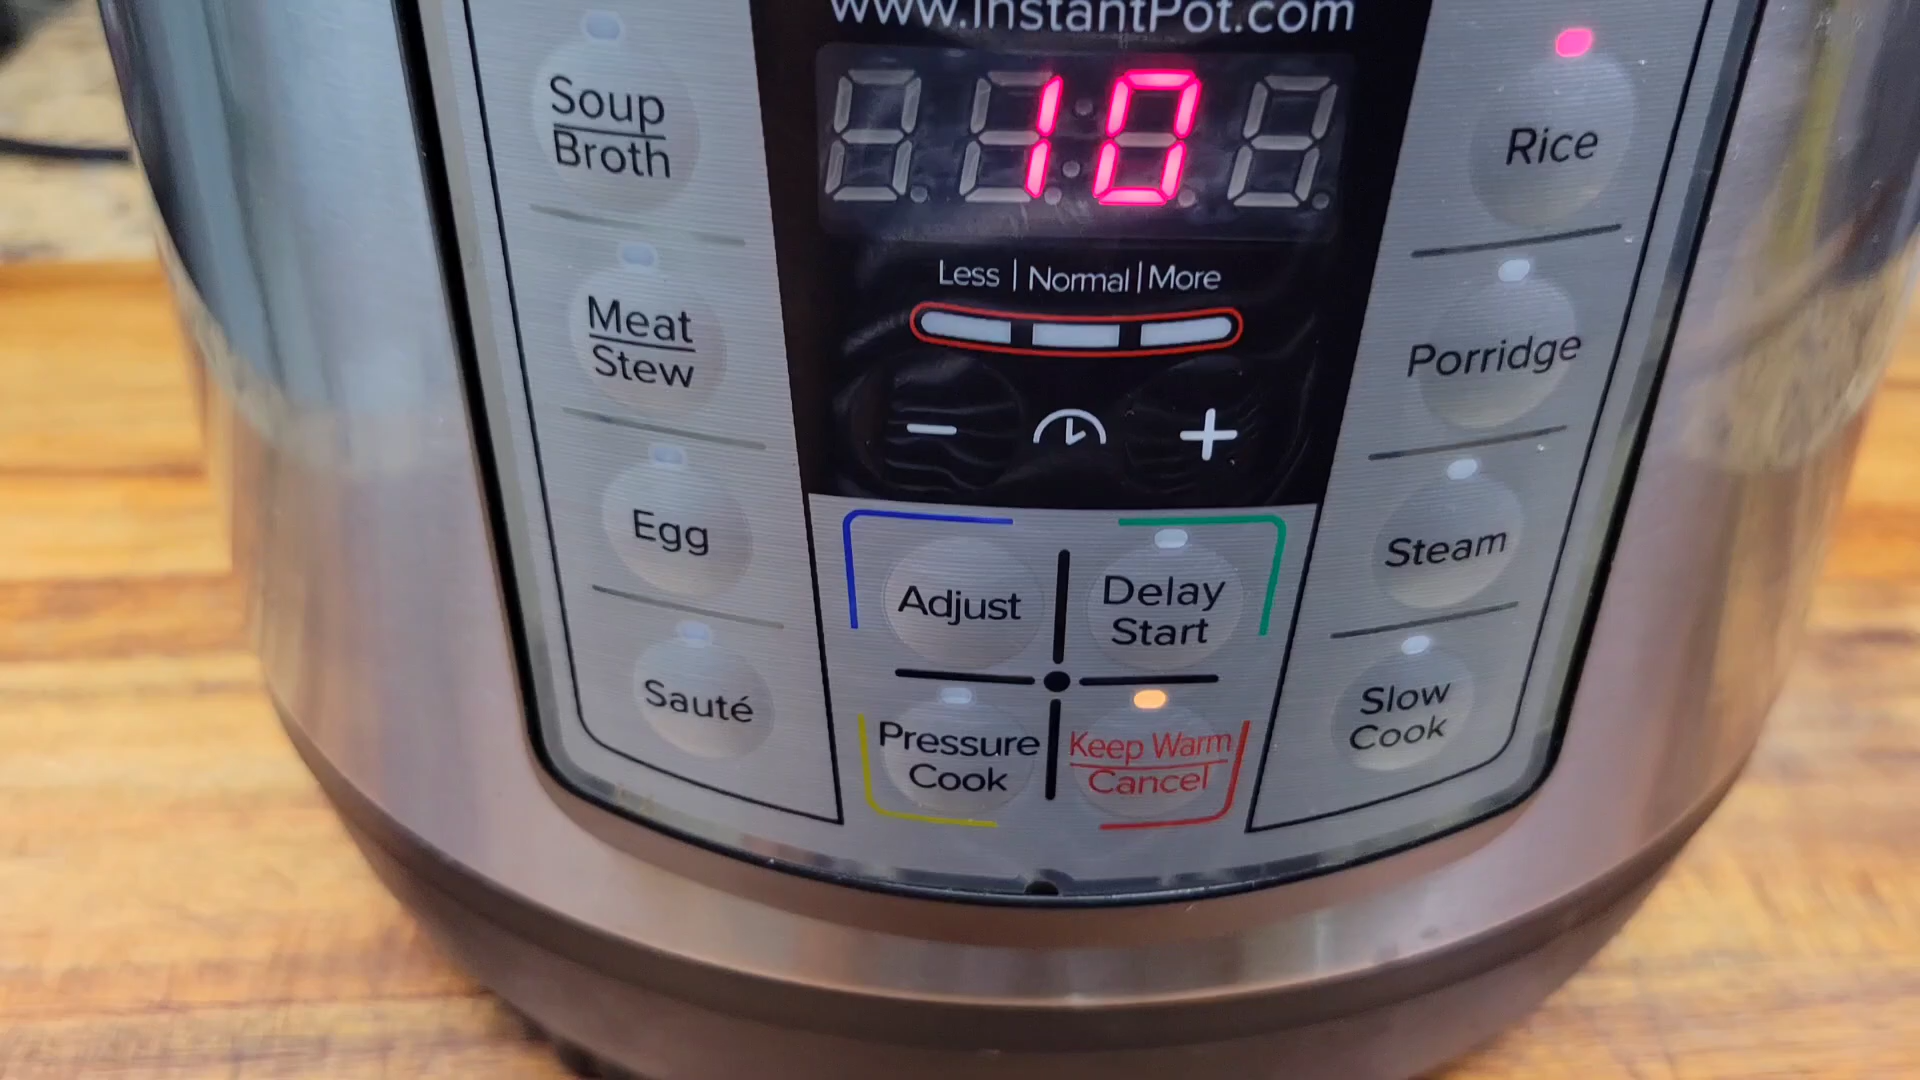 www.InstantPot.com
10
Less | Normal | More
− +
Soup
Broth
Meat
Stew
Egg
Sauté
Adjust
Delay
Start
Pressure
Cook
Keep Warm
Cancel
Rice
Porridge
Steam
Slow
Cook